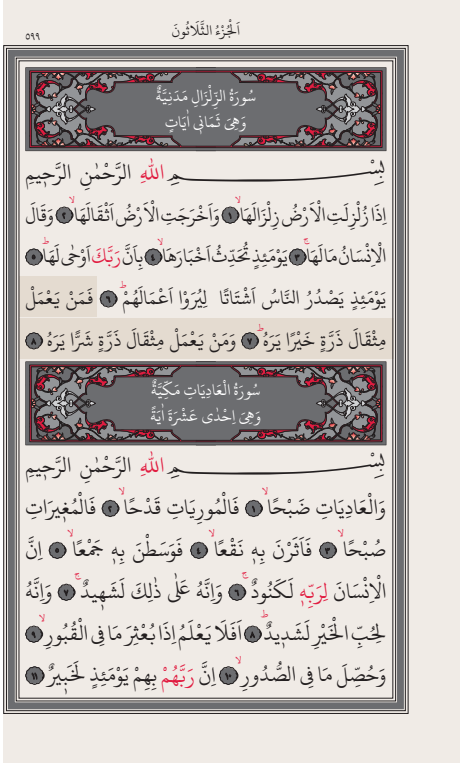 اَلْجُزْءُ الثَّلَاثُونَ
٥٩٩
سُورَةُ الزِّلْزَالِ مَدَنِيَّةٌ
وَهِيَ ثَمَانِي اٰيَاتٍ
بِسْمِ اللّٰهِ الرَّحْمٰنِ الرَّحٖيمِ
اِذَا زُلْزِلَتِ الْاَرْضُ زِلْزَالَهَاۙ ١ وَاَخْرَجَتِ الْاَرْضُ اَثْقَالَهَاۙ ٢ وَقَالَ
الْاِنْسَانُ مَالَهَاۚ ٣ يَوْمَئِذٍ تُحَدِّثُ اَخْبَارَهَاۙ ٤ بِاَنَّ رَبَّكَ اَوْحٰى لَهَاۜ ٥
يَوْمَئِذٍ يَصْدُرُ النَّاسُ اَشْتَاتًا لِيُرَوْا اَعْمَالَهُمْۜ ٦ فَمَنْ يَعْمَلْ
مِثْقَالَ ذَرَّةٍ خَيْرًا يَرَهُۜ ٧ وَمَنْ يَعْمَلْ مِثْقَالَ ذَرَّةٍ شَرًّا يَرَهُ ٨
سُورَةُ الْعَادِيَاتِ مَكِّيَّةٌ
وَهِيَ اِحْدٰى عَشْرَةَ اٰيَةً
بِسْمِ اللّٰهِ الرَّحْمٰنِ الرَّحٖيمِ
وَالْعَادِيَاتِ ضَبْحًاۙ ١ فَالْمُورِيَاتِ قَدْحًاۙ ٢ فَالْمُغٖيرَاتِ
صُبْحًاۙ ٣ فَاَثَرْنَ بِهٖ نَقْعًاۙ ٤ فَوَسَطْنَ بِهٖ جَمْعًاۙ ٥ اِنَّ
الْاِنْسَانَ لِرَبِّهٖ لَكَنُودٌۚ ٦ وَاِنَّهُ عَلٰى ذٰلِكَ لَشَهٖيدٌۚ ٧ وَاِنَّهُ
لِحُبِّ الْخَيْرِ لَشَدٖيدٌۜ ٨ اَفَلَا يَعْلَمُ اِذَا بُعْثِرَ مَا فِي الْقُبُورِۙ ٩
وَحُصِّلَ مَا فِي الصُّدُورِۙ ١٠ اِنَّ رَبَّهُمْ بِهِمْ يَوْمَئِذٍ لَخَبٖيرٌ ١١